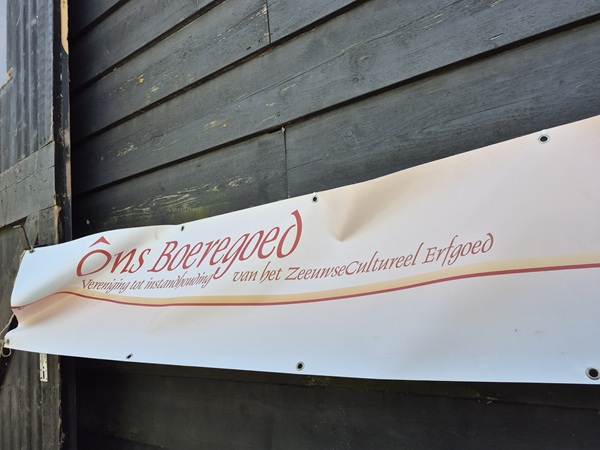 Ôns Boeregoed
Vereniging tot instandhouding van het ZeeuwseCultureel Erfgoed